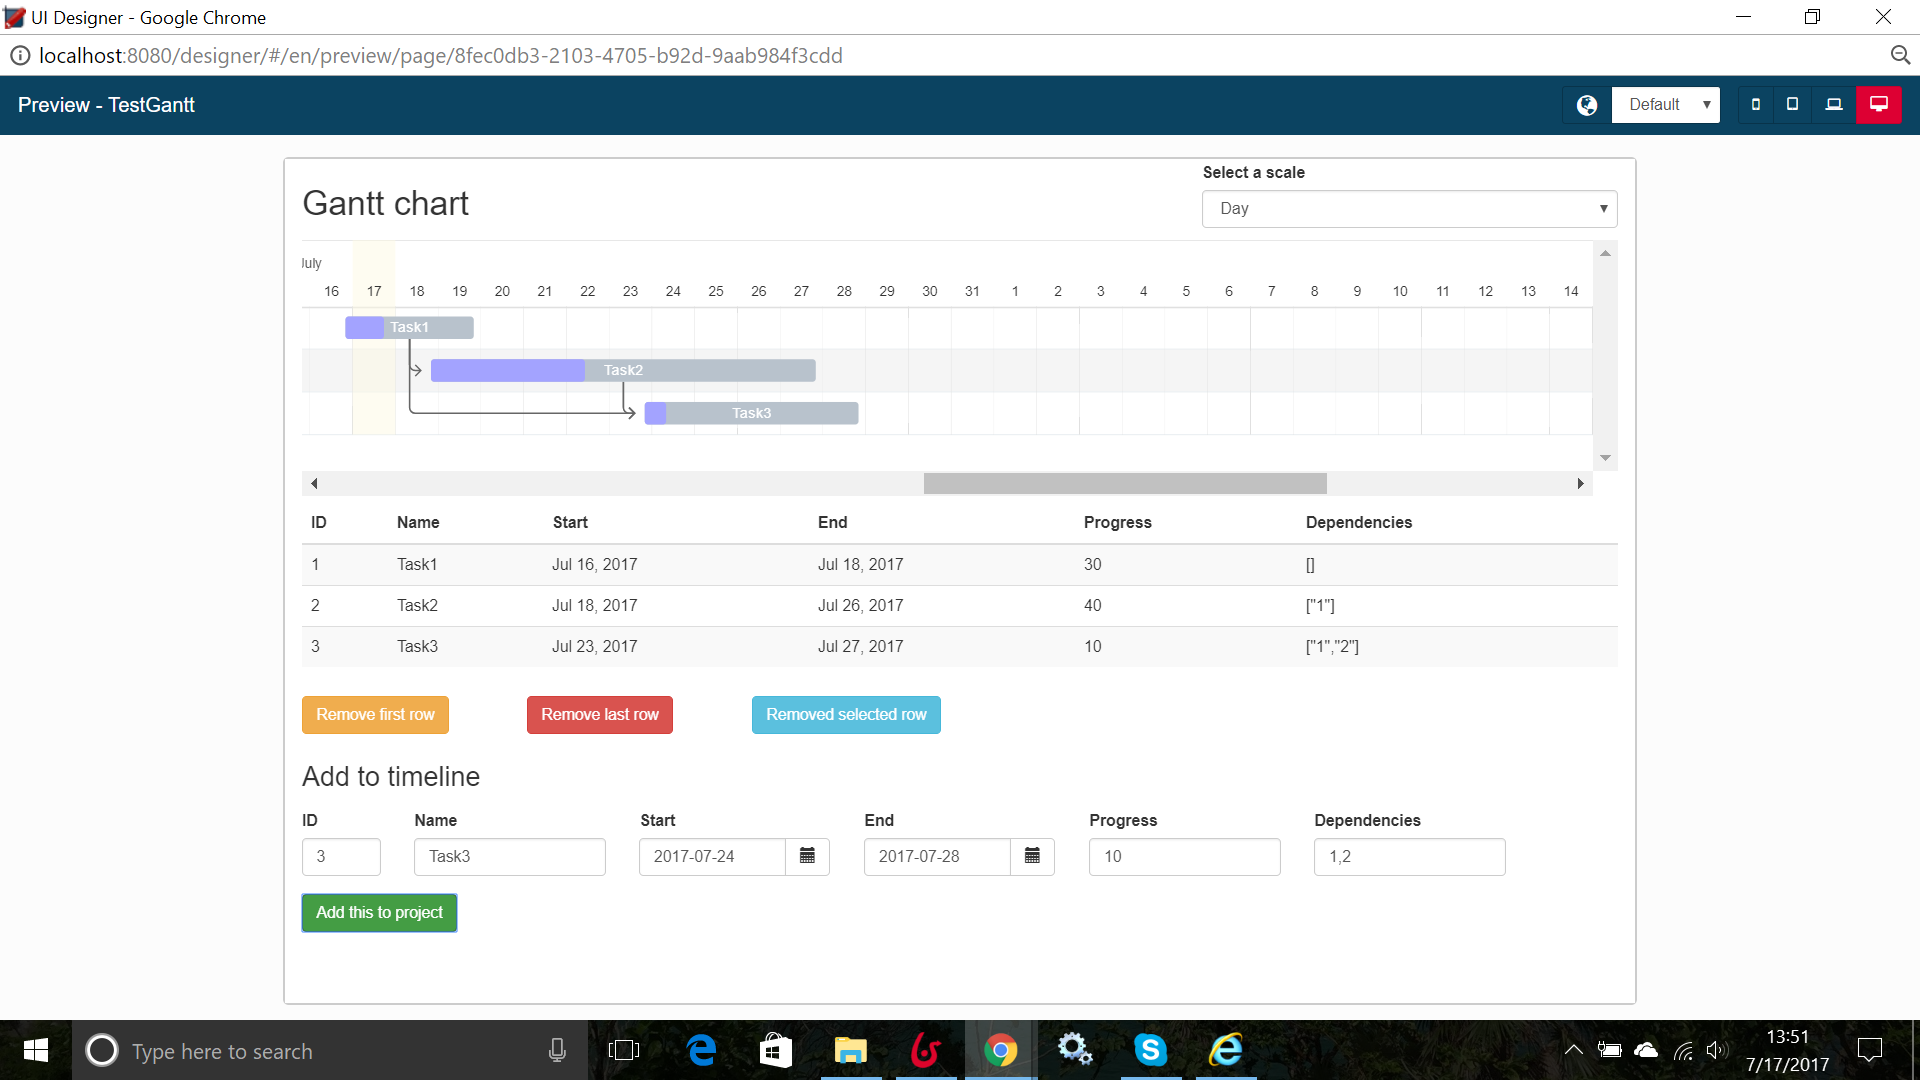 UI Designer - Google Chrome
localhost:8080/designer/#/en/preview/page/8fec0db3-2103-4705-b92d-9aab984f3cdd
Preview - TestGantt
Default
Select a scale
Gantt chart
Day
July
16 17 18 19 20 21 22 23 24 25 26 27 28 29 30 31 1 2 3 4 5 6 7 8 9 10 11 12 13 14
Task1
Task2
Task3
ID Name Start End Progress Dependencies
1 Task1 Jul 16, 2017 Jul 18, 2017 30 []
2 Task2 Jul 18, 2017 Jul 26, 2017 40 ["1"]
3 Task3 Jul 23, 2017 Jul 27, 2017 10 ["1","2"]
Remove first row Remove last row Removed selected row
Add to timeline
ID Name Start End Progress Dependencies
3 Task3 2017-07-24 2017-07-28 10 1,2
Add this to project
Type here to search
13:51
7/17/2017